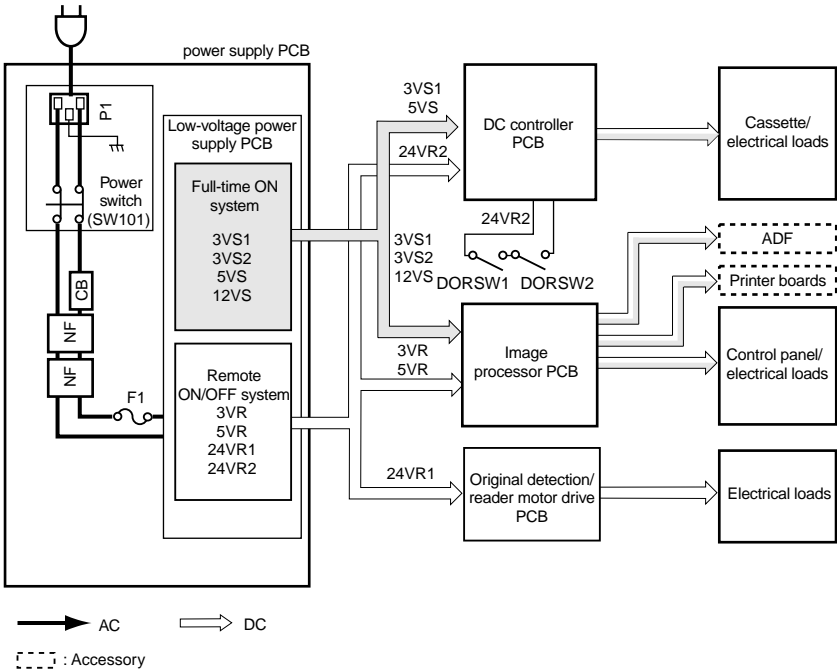 power supply PCB
P1
Power
switch
(SW101)
CB
NF
NF
F1
Low-voltage power
supply PCB
Full-time ON
system
3VS1
3VS2
5VS
12VS
Remote
ON/OFF system
3VR
5VR
24VR1
24VR2
3VS1
5VS
24VR2
3VS1
3VS2
12VS
3VR
5VR
24VR1
DC controller
PCB
24VR2
DORSW1 DORSW2
Image
processor PCB
Original detection/
reader motor drive
PCB
Cassette/
electrical loads
ADF
Printer boards
Control panel/
electrical loads
Electrical loads
AC
DC
: Accessory